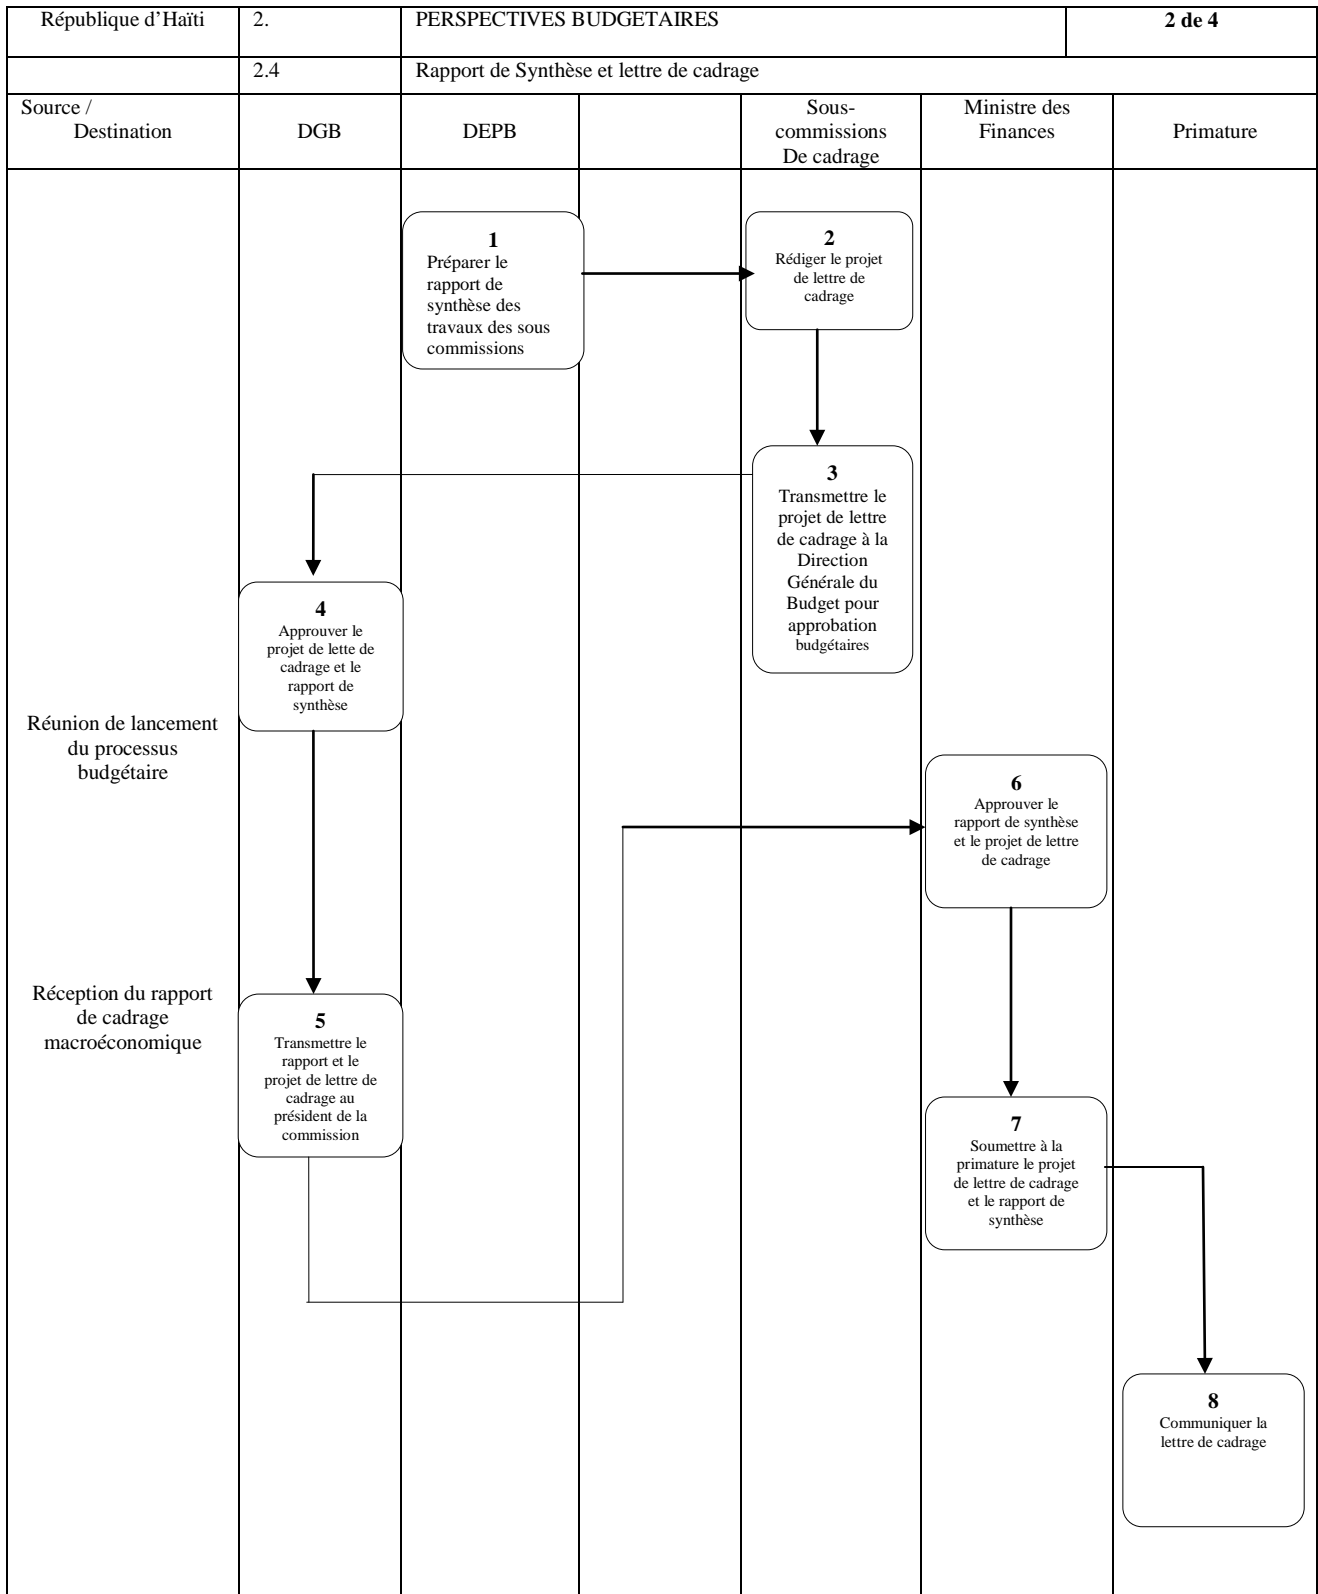 République d'Haïti
2.
PERSPECTIVES BUDGETAIRES
2 de 4
2.4
Rapport de Synthèse et lettre de cadrage
Source /
Destination
DGB
DEPB
Sous-
commissions
De cadrage
Ministre des
Finances
Primature
1
Préparer le
rapport de
synthèse des
travaux des sous
commissions
2
Rédiger le projet
de lettre de
cadrage
3
Transmettre le
projet de lettre
de cadrage à la
Direction
Générale du
Budget pour
approbation
budgétaires
4
Approuver le
projet de lette de
cadrage et le
rapport de
synthèse
Réunion de lancement
du processus
budgétaire
6
Approuver le
rapport de synthèse
et le projet de lettre
de cadrage
Réception du rapport
de cadrage
macroéconomique
5
Transmettre le
rapport et le
projet de lettre de
cadrage au
président de la
commission
7
Soumettre à la
primature le projet
de lettre de cadrage
et le rapport de
synthèse
8
Communiquer la
lettre de cadrage